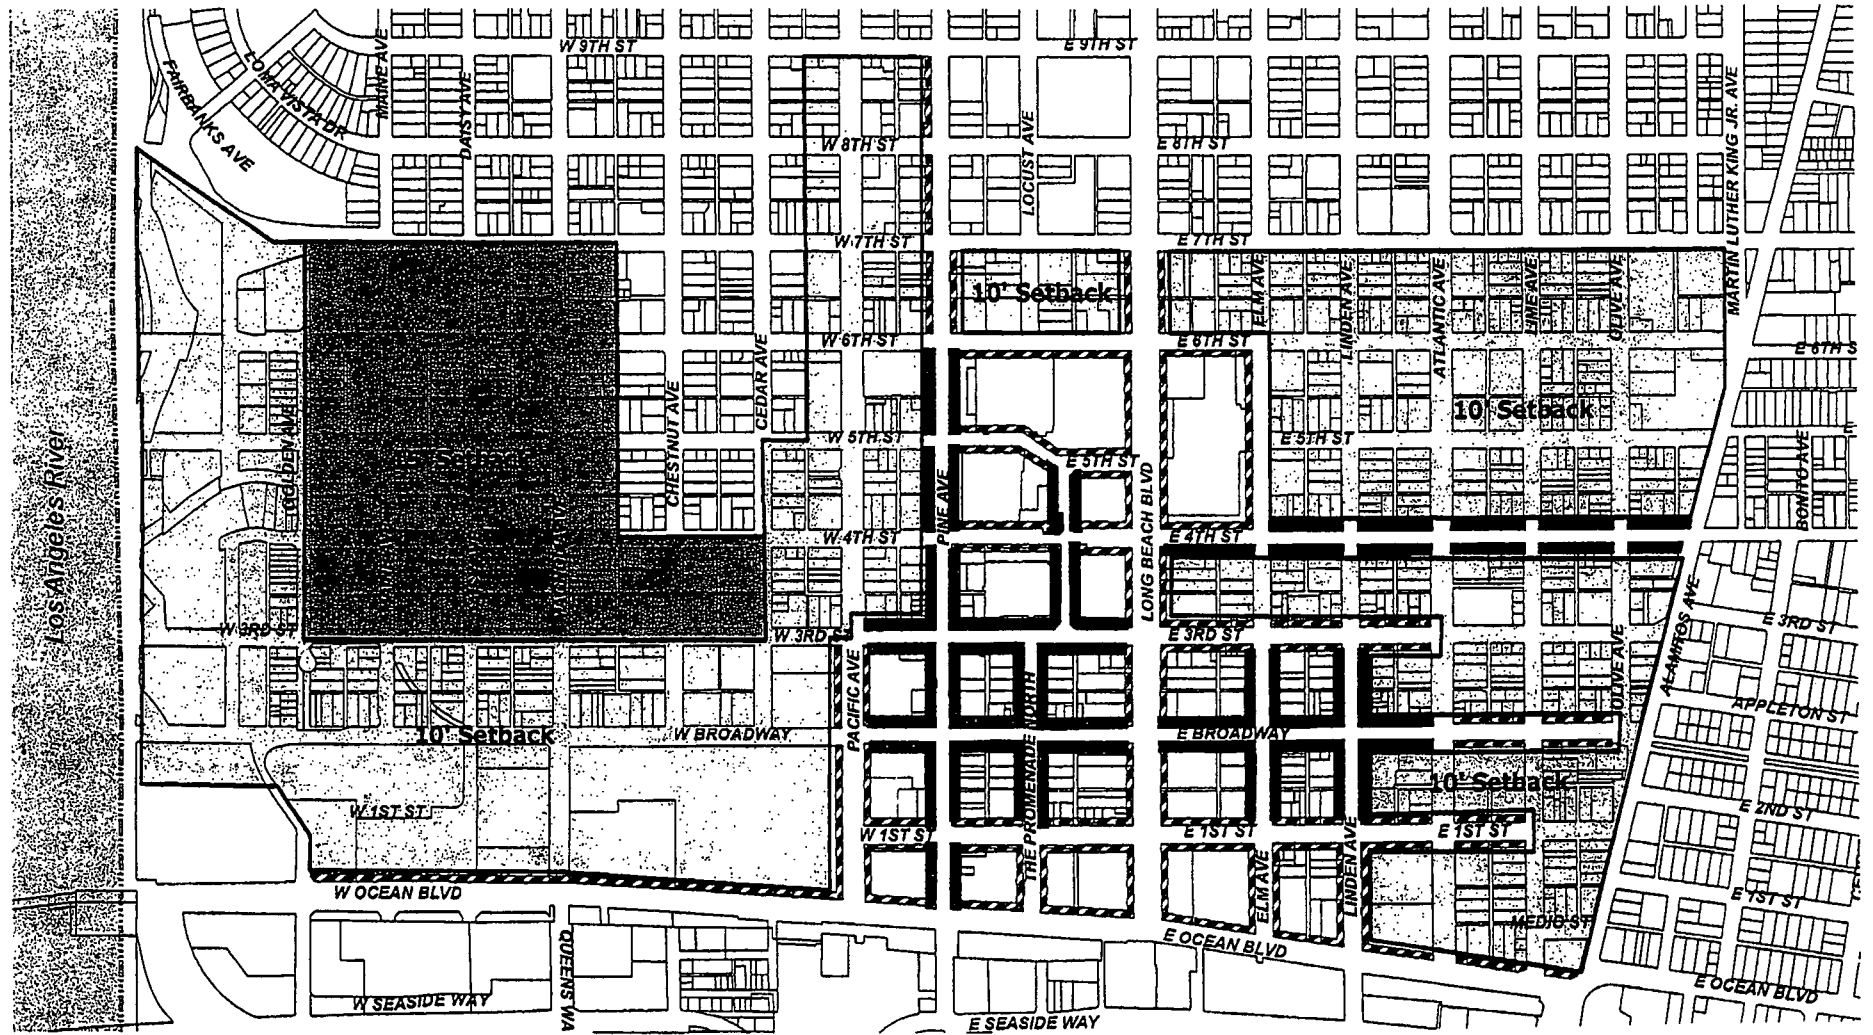 W 9TH ST
E 9TH ST
MAINE AVE
LOMA VISTA DR
FAIRBANKS AVE
DAISY AVE
LOCUST AVE
MARTIN LUTHER KING JR. AVE
W 8TH ST
E 8TH ST
W 7TH ST
E 7TH ST
10' Setback
ELM AVE
LINDEN AVE
ATLANTIC AVE
LIME AVE
OLIVE AVE
W 6TH ST
E 6TH ST
E 6TH S
CEDAR AVE
CHESTNUT AVE
GOLDEN AVE
10' Setback
W 5TH ST
E 5TH ST
E 5TH ST
E
BONITO AVE
Setback
PINE AVE
LONG BEACH BLVD
Los Angeles River
W 4TH ST
E 4TH ST
W 3RD ST
W 3RD ST
E 3RD ST
E 3RD ST
ALAMITOS AVE
OLIVE AVE
PACIFIC AVE
THE PROMENADE NORTH
10' Setback
W BROADWAY
E BROADWAY
APPLETON ST
10' Setback
W 1ST ST
W 1ST ST
E 1ST ST
E 1ST ST
E 2ND ST
W OCEAN BLVD
ELM AVE
LINDEN AVE
E 1ST ST
MEDIO ST
E OCEAN BLVD
QUEENS WA
E OCEAN BLVD
W SEASIDE WAY
E SEASIDE WAY